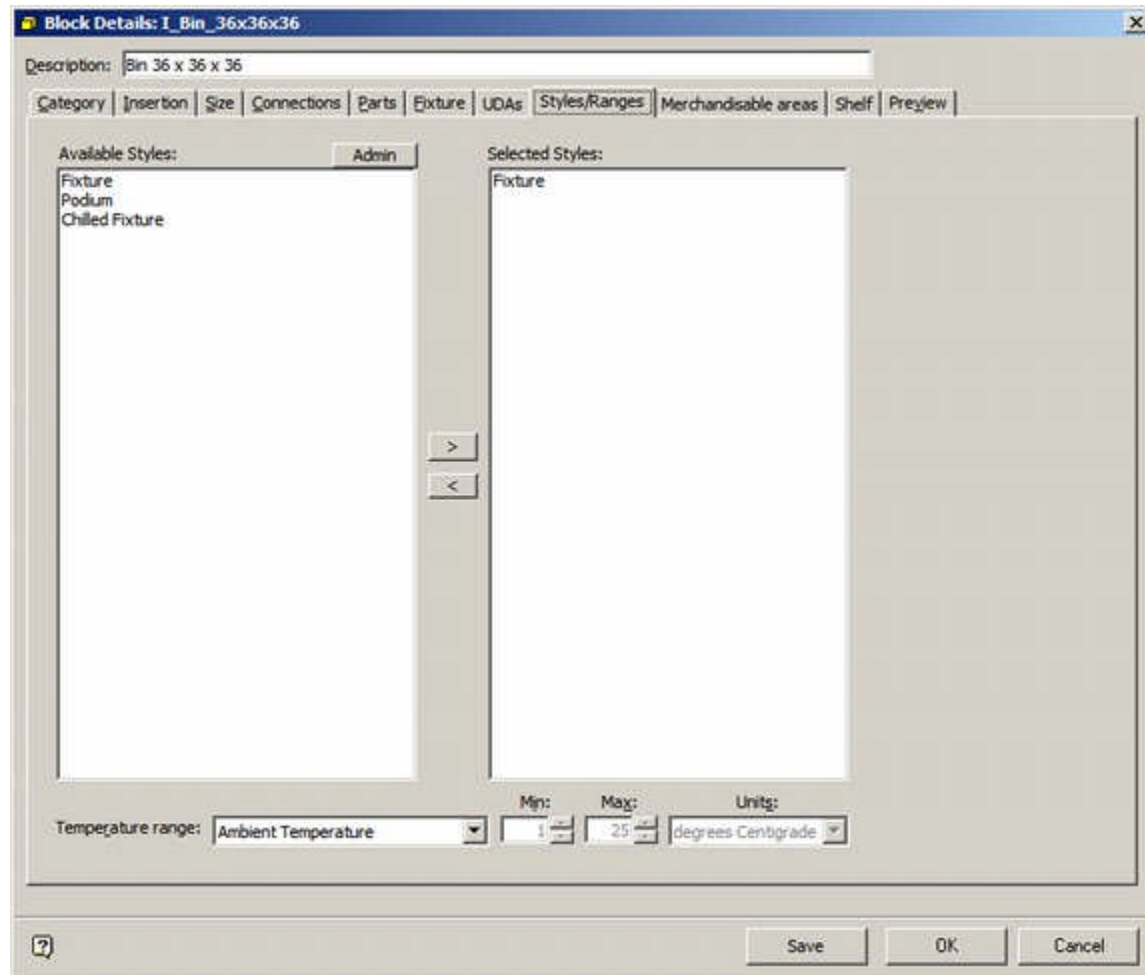 Block Details: I_Bin_36x36x36
Description: Bin 36 x 36 x 36
Category Insertion Size Connections Parts Fixture UDAs Styles/Ranges Merchandisable areas Shelf Preview
Available Styles: Admin Selected Styles:
Fixture Fixture
Podium
Chilled Fixture
>
<
Min: Max: Units:
Temperature range: Ambient Temperature 1 25 degrees Centigrade
? Save OK Cancel